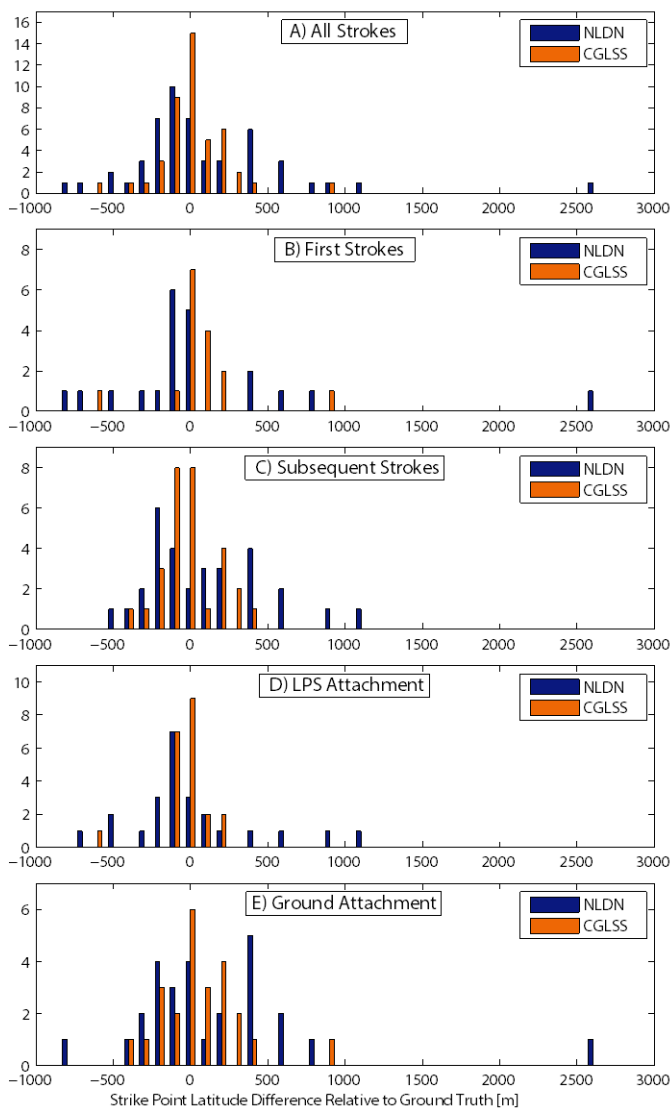 A) All Strokes
NLDN
CGLSS
16
14
12
10
8
6
4
2
0
−1000 −500 0 500 1000 1500 2000 2500 3000
B) First Strokes
NLDN
CGLSS
8
6
4
2
0
−1000 −500 0 500 1000 1500 2000 2500 3000
C) Subsequent Strokes
NLDN
CGLSS
8
6
4
2
0
−1000 −500 0 500 1000 1500 2000 2500 3000
D) LPS Attachment
NLDN
CGLSS
10
8
6
4
2
0
−1000 −500 0 500 1000 1500 2000 2500 3000
E) Ground Attachment
NLDN
CGLSS
6
4
2
0
−1000 −500 0 500 1000 1500 2000 2500 3000
Strike Point Latitude Difference Relative to Ground Truth [m]